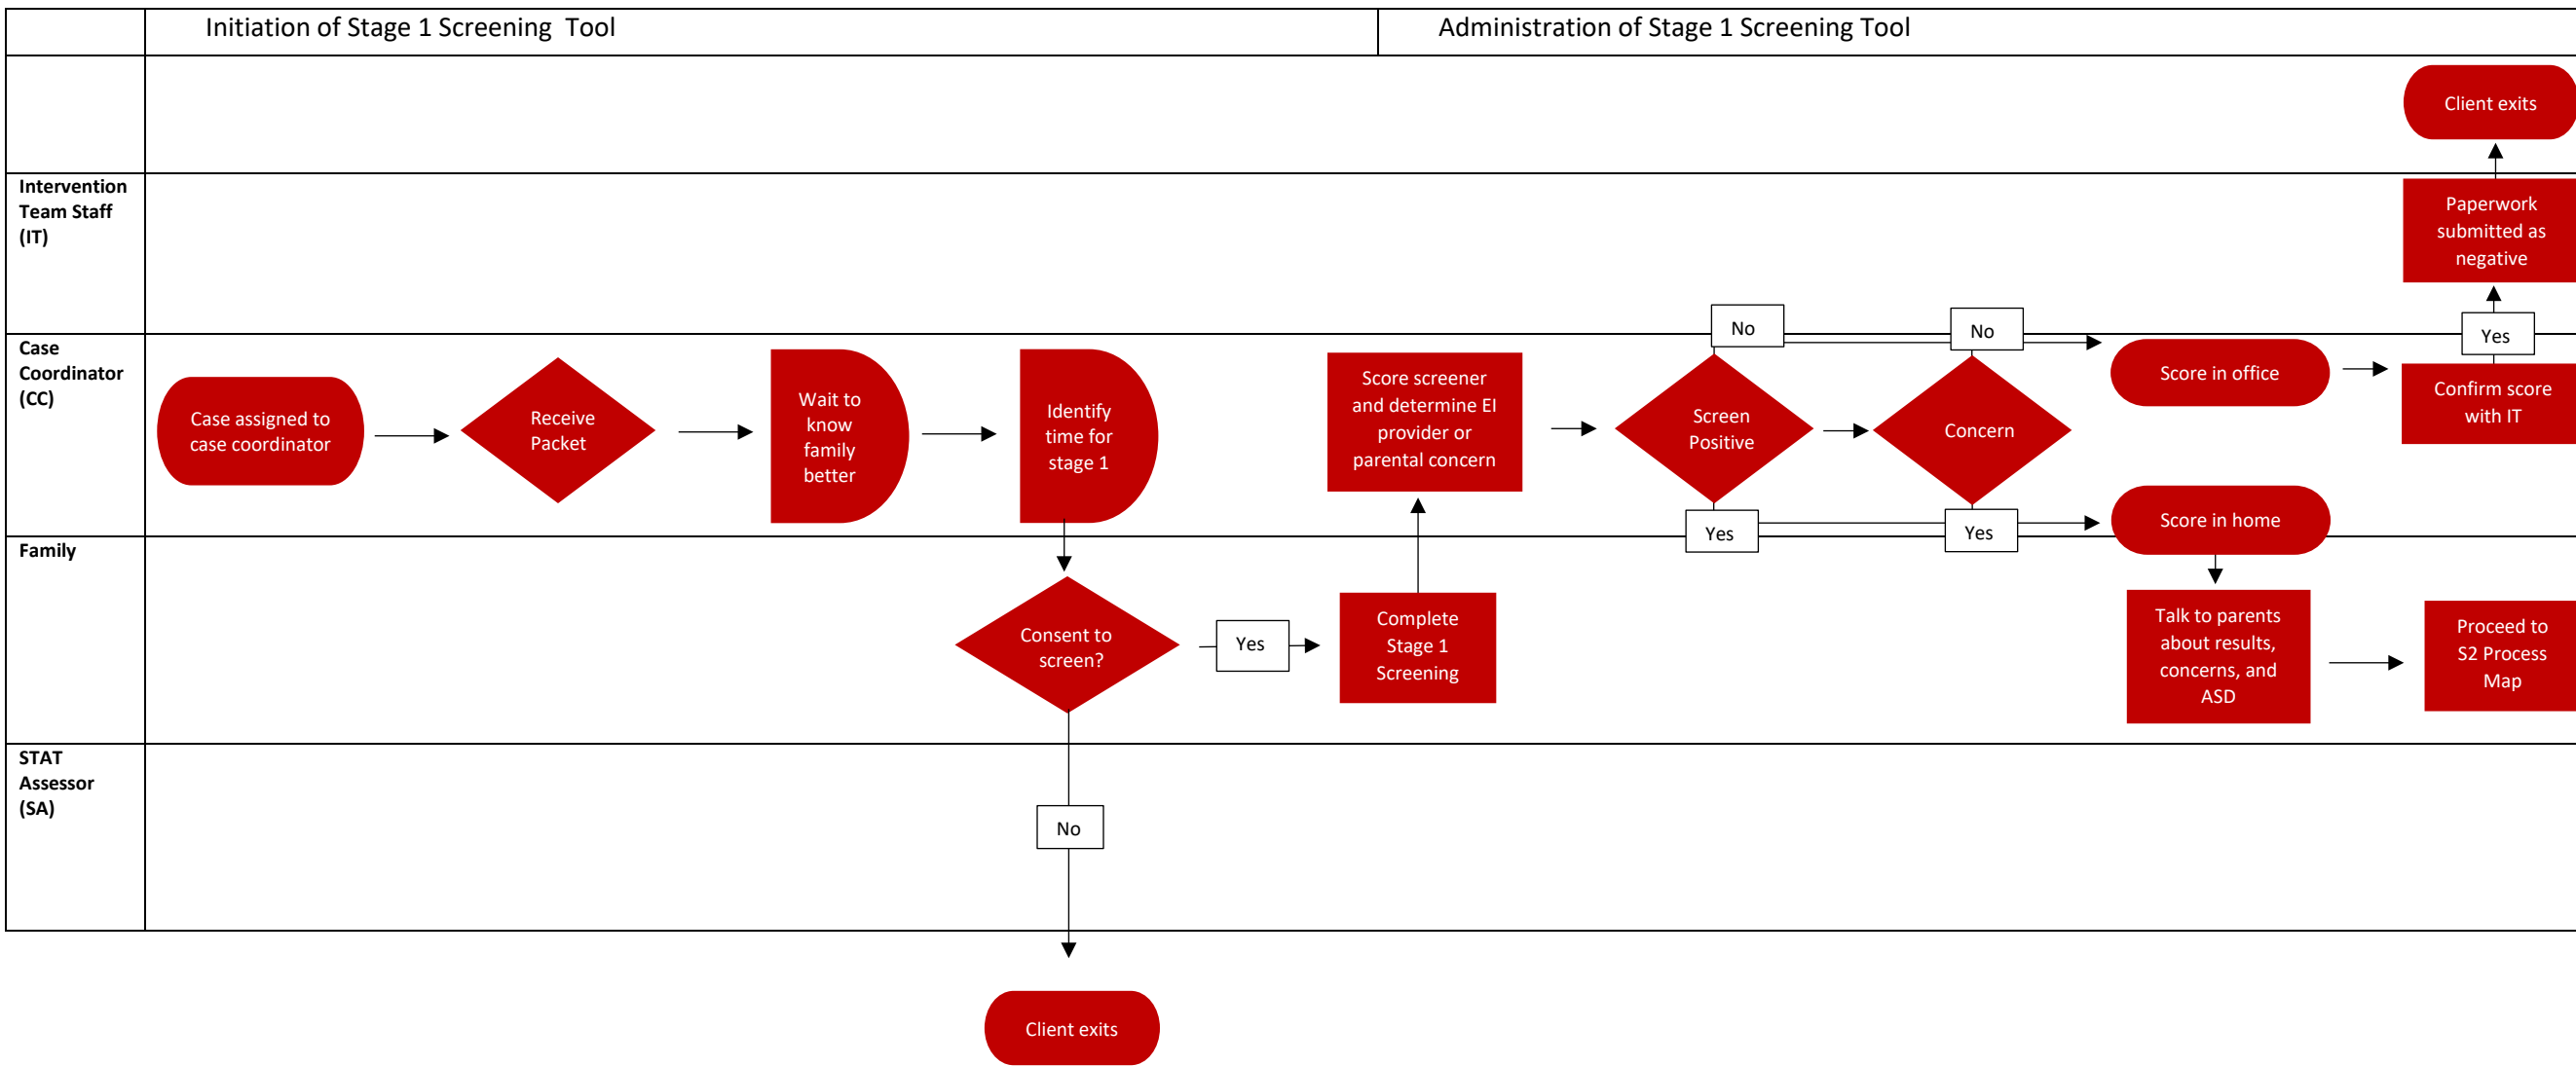 Initiation of Stage 1 Screening Tool
Administration of Stage 1 Screening Tool
Client exits
Intervention
Team Staff
(IT)
Paperwork
submitted as
negative
No
No
Yes
Case
Coordinator
(CC)
Case assigned to
case coordinator
Receive
Packet
Wait to
know
family
better
Identify
time for
stage 1
Score screener
and determine EI
provider or
parental concern
Screen
Positive
Concern
Score in office
Confirm score
with IT
Yes
Yes
Score in home
Family
Consent to
screen?
Yes
Complete
Stage 1
Screening
Talk to parents
about results,
concerns, and
ASD
Proceed to
S2 Process
Map
STAT
Assessor
(SA)
No
Client exits